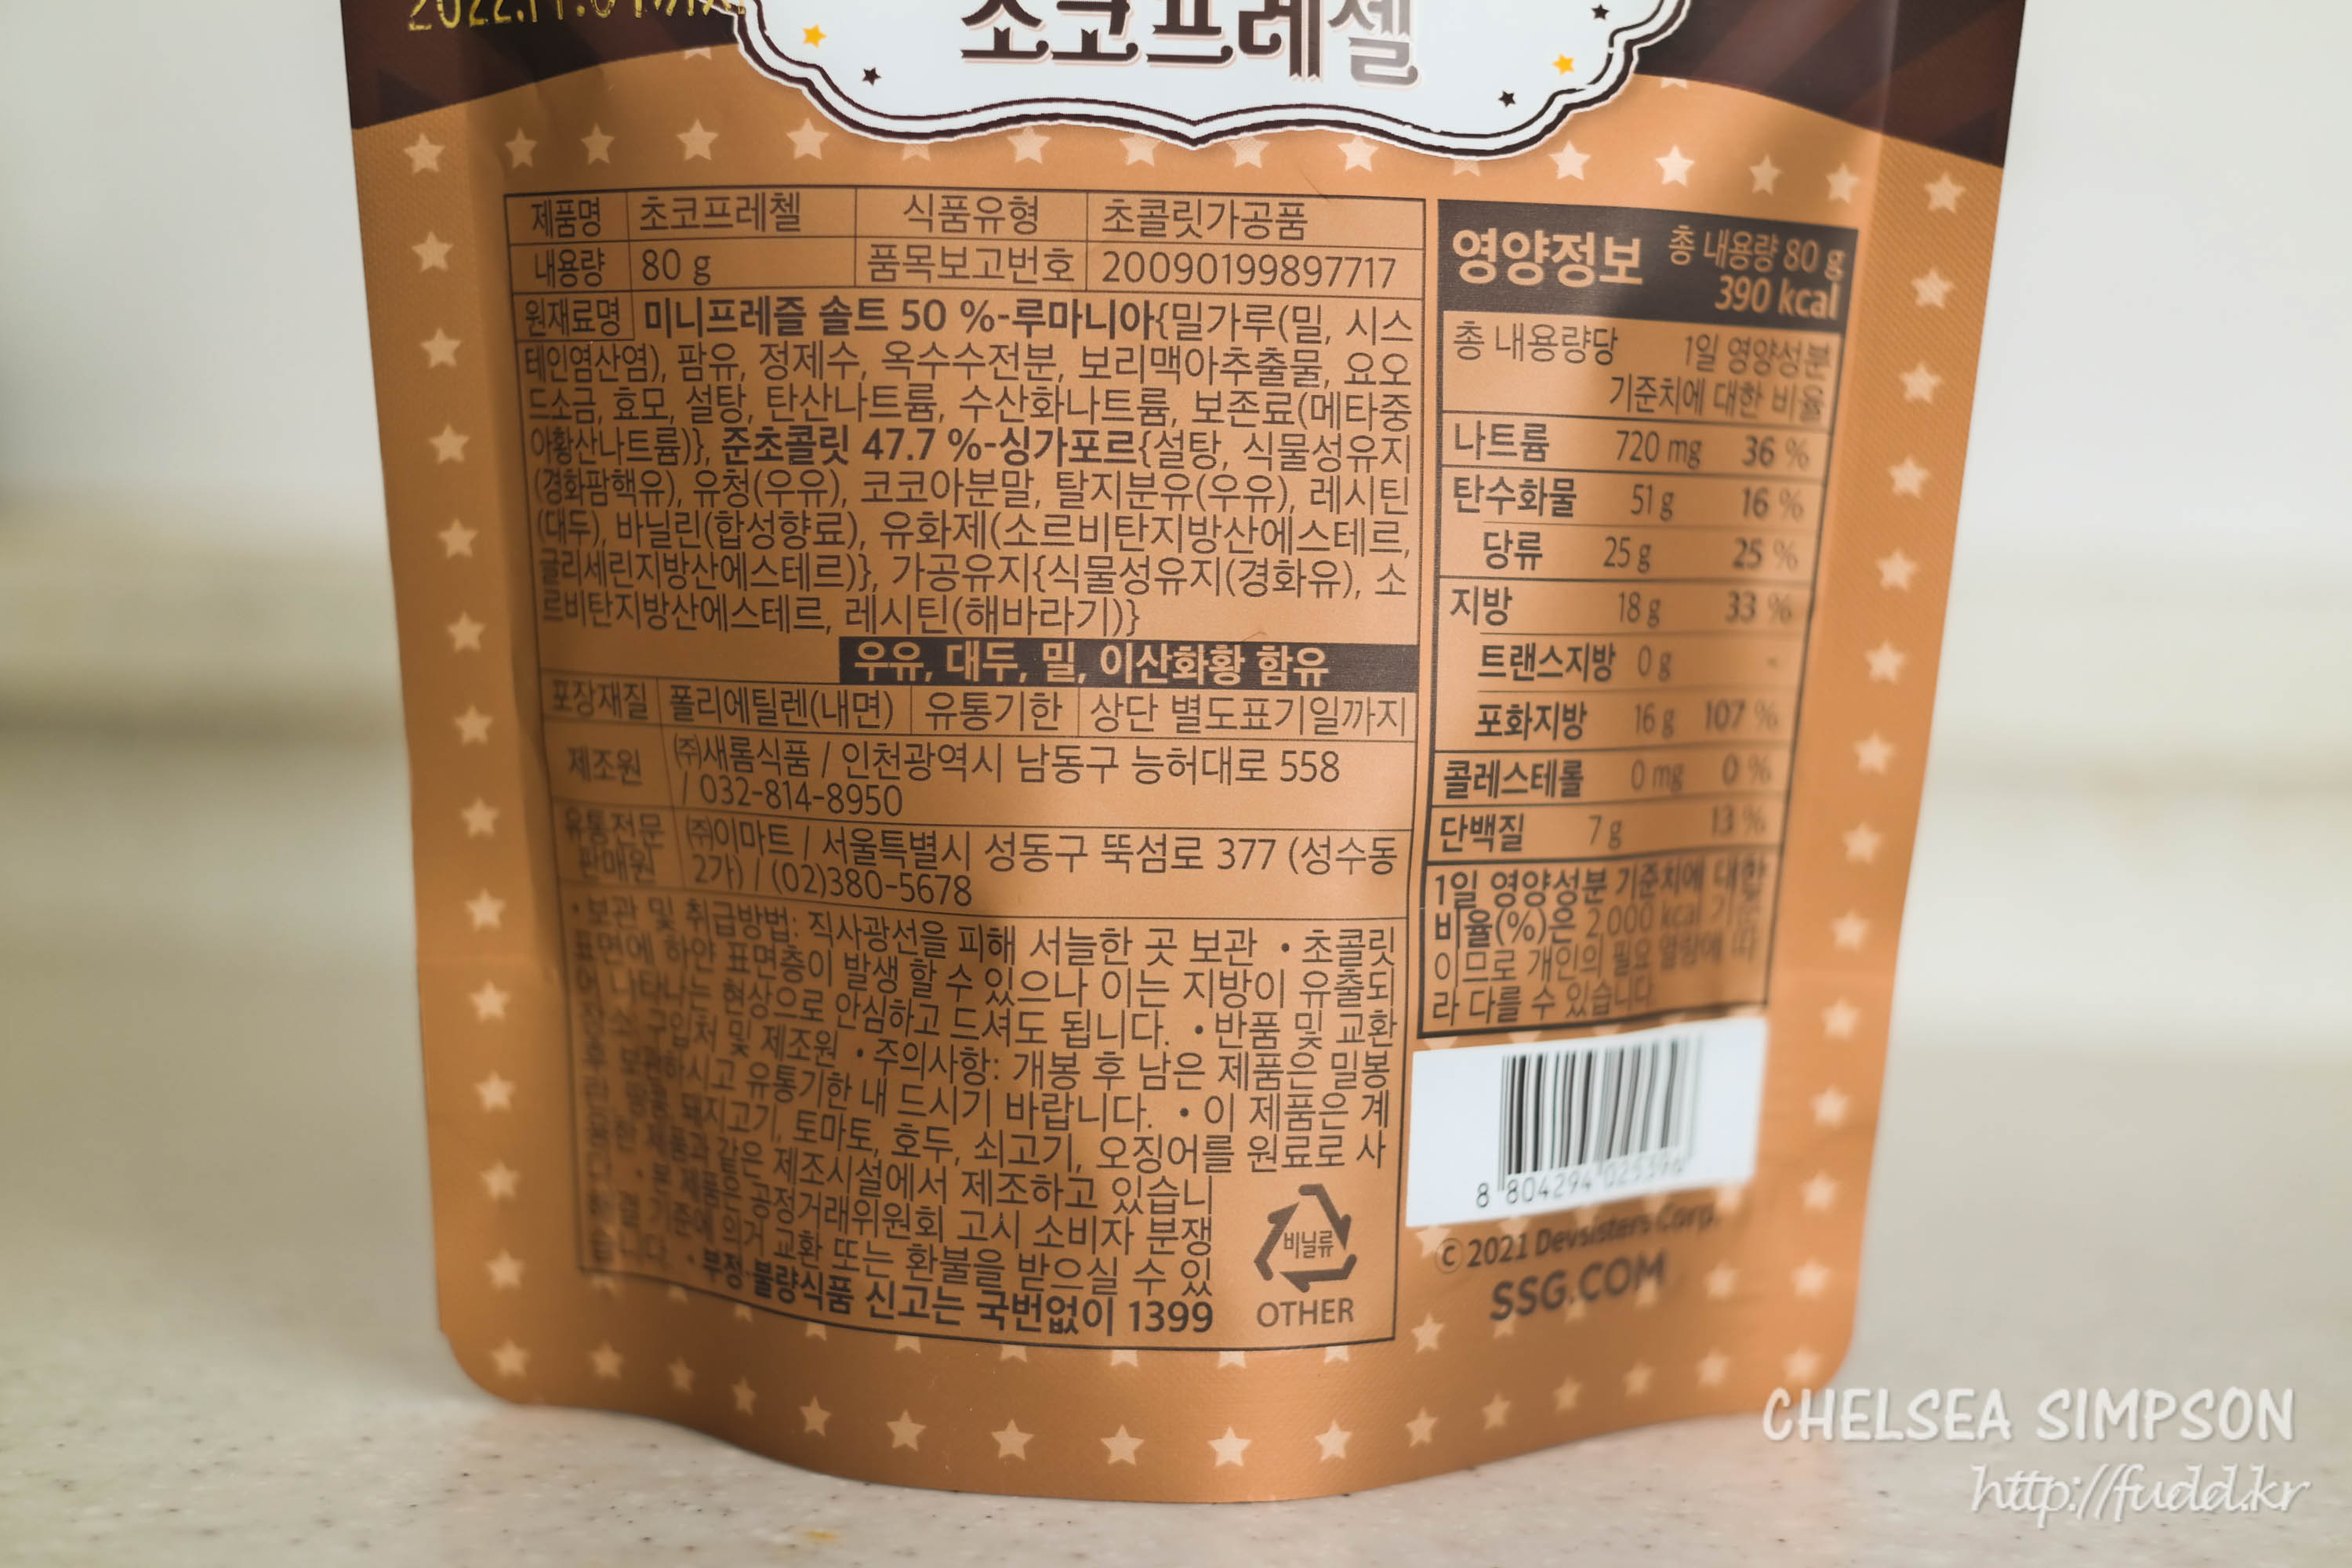 초코프레첼
제품명 초코프레첼 식품유형 초콜릿가공품
내용량 80 g 품목보고번호 20090199897717
원재료명 미니프레즐 솔트 50 %-루마니아{밀가루(밀, 시스
테인염산염), 팜유, 정제수, 옥수수전분, 보리맥아추출물, 요오
드소금, 효모, 설탕, 탄산나트륨, 수산화나트륨, 보존료(메타중
아황산나트륨)}, 준초콜릿 47.7 %-싱가포르{설탕, 식물성유지
(경화팜핵유), 유청(우유), 코코아분말, 탈지분유(우유), 레시틴
(대두), 바닐린(합성향료), 유화제(소르비탄지방산에스테르,
글리세린지방산에스테르)}, 가공유지{식물성유지(경화유), 소
르비탄지방산에스테르, 레시틴(해바라기)}
우유, 대두, 밀, 이산화황 함유
포장재질 폴리에틸렌(내면) 유통기한 상단 별도표기일까지
제조원 ㈜새롬식품 / 인천광역시 남동구 능허대로 558
/ 032-814-8950
유통전문 ㈜이마트 / 서울특별시 성동구 뚝섬로 377 (성수동
판매원 2가) / (02)380-5678
• 보관 및 취급방법: 직사광선을 피해 서늘한 곳 보관 • 초콜릿
표면에 하얀 표면층이 발생 할 수 있으나 이는 지방이 유출되
어 나타나는 현상으로 안심하고 드셔도 됩니다. • 반품 및 교환
구입처 및 제조원 • 주의사항: 개봉 후 남은 제품은 밀봉
하시고 유통기한 내 드시기 바랍니다. • 이 제품은 계
돼지고기, 토마토, 호두, 쇠고기, 오징어를 원료로 사
같은 제조시설에서 제조하고 있습니
공정거래위원회 고시 소비자 분쟁
의거 교환 또는 환불을 받으실 수 있
• 부정·불량식품 신고는 국번없이 1399
비닐류
OTHER
영양정보 총 내용량 80 g
390 kcal
총 내용량당 1일 영양성분
기준치에 대한 비율
나트륨 720 mg 36 %
탄수화물 51 g 16 %
당류 25 g 25 %
지방 18 g 33 %
트랜스지방 0 g -
포화지방 16 g 107 %
콜레스테롤 0 mg 0 %
단백질 7 g 13 %
1일 영양성분 기준치에 대한
비율(%)은 2,000 kcal 기준
이므로 개인의 필요 열량에 따
라 다를 수 있습니다.
8 804294
© 2021 Devsisters Corp.
SSG.COM
CHELSEA SIMPSON
http://fudd.kr